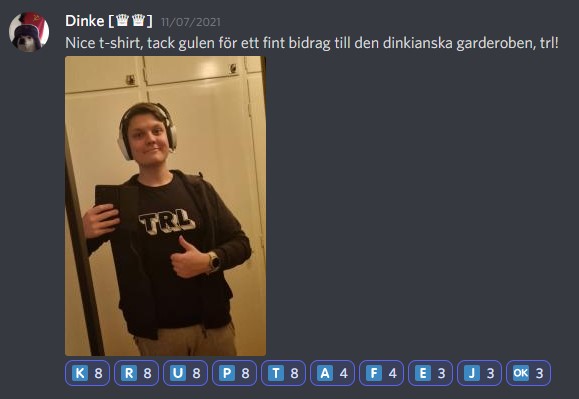 Dinke [♛♛] 11/07/2021
Nice t-shirt, tack gulen för ett fint bidrag till den dinkianska garderoben, trl!
TRL
K 8 R 8 U 8 P 8 T 8 A 4 F 4 E 3 J 3 OK 3